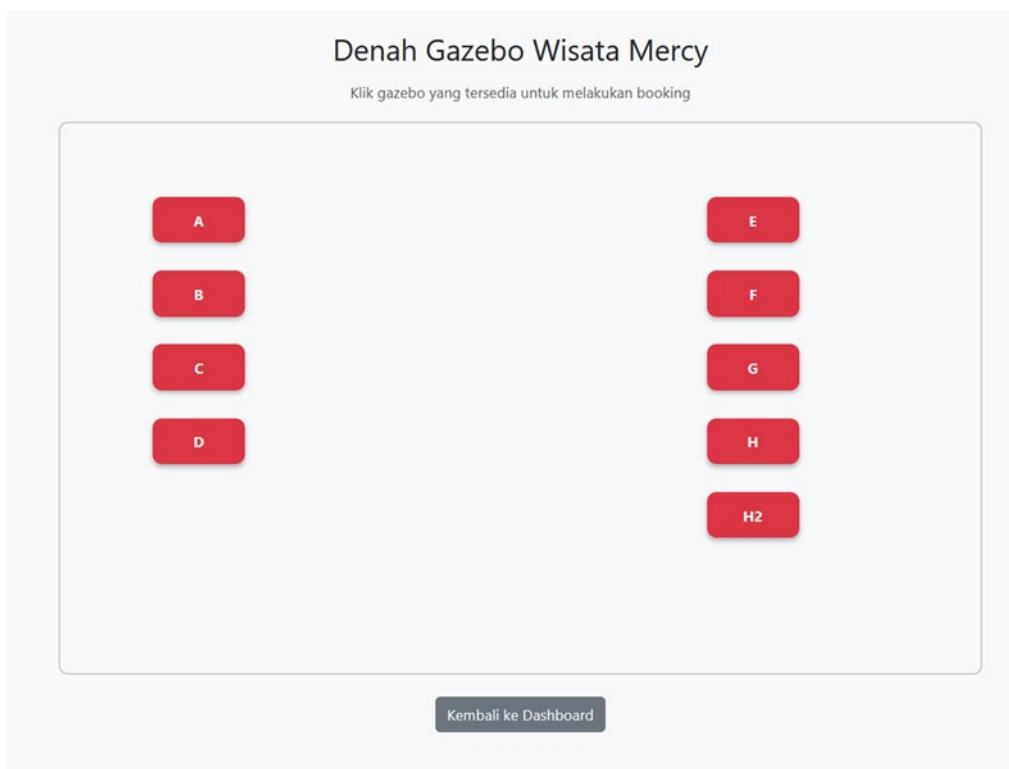 Denah Gazebo Wisata Mercy
Klik gazebo yang tersedia untuk melakukan booking
A
E
B
F
C
G
D
H
H2
Kembali ke Dashboard